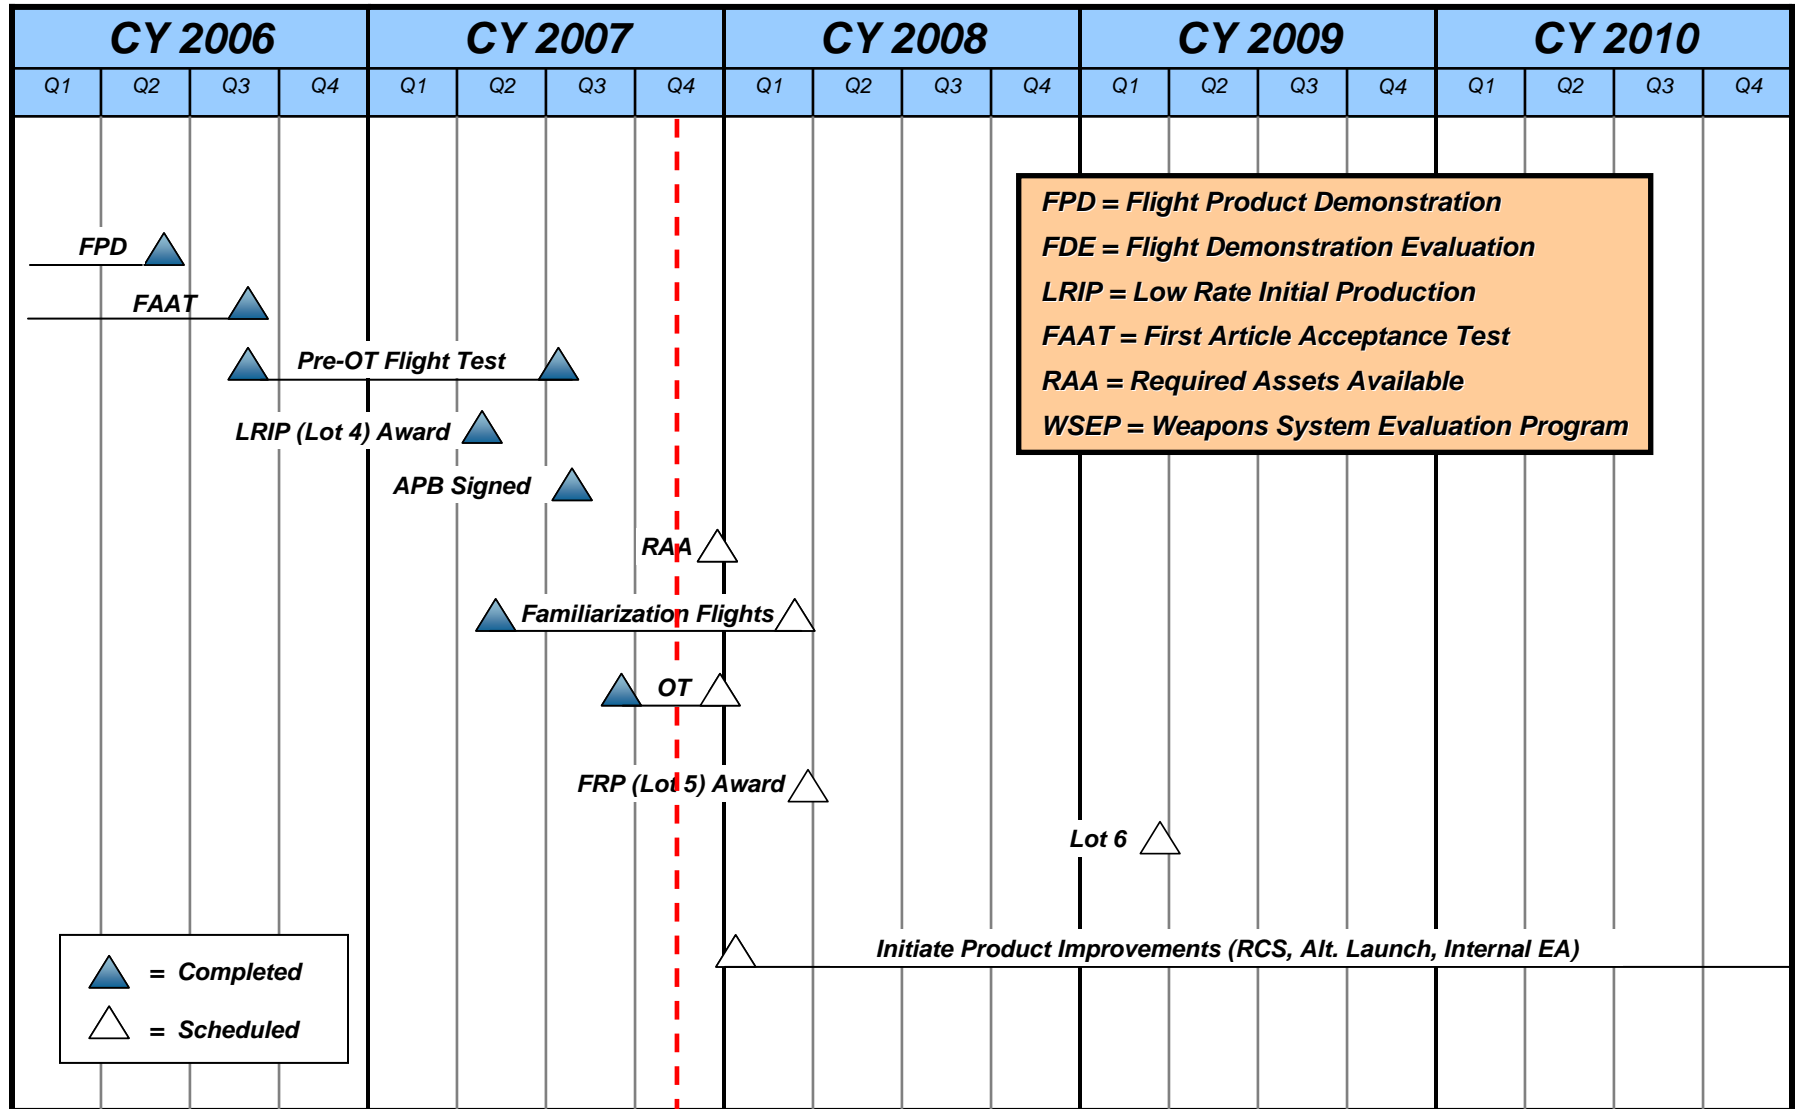 CY 2006 CY 2007 CY 2008 CY 2009 CY 2010
Q1 Q2 Q3 Q4 Q1 Q2 Q3 Q4 Q1 Q2 Q3 Q4 Q1 Q2 Q3 Q4 Q1 Q2 Q3 Q4
FPD = Flight Product Demonstration
FDE = Flight Demonstration Evaluation
LRIP = Low Rate Initial Production
FAAT = First Article Acceptance Test
RAA = Required Assets Available
WSEP = Weapons System Evaluation Program
FPD
FAAT
Pre-OT Flight Test
LRIP (Lot 4) Award
APB Signed
RAA
Familiarization Flights
OT
FRP (Lot 5) Award
Lot 6
Initiate Product Improvements (RCS, Alt. Launch, Internal EA)
= Completed
= Scheduled